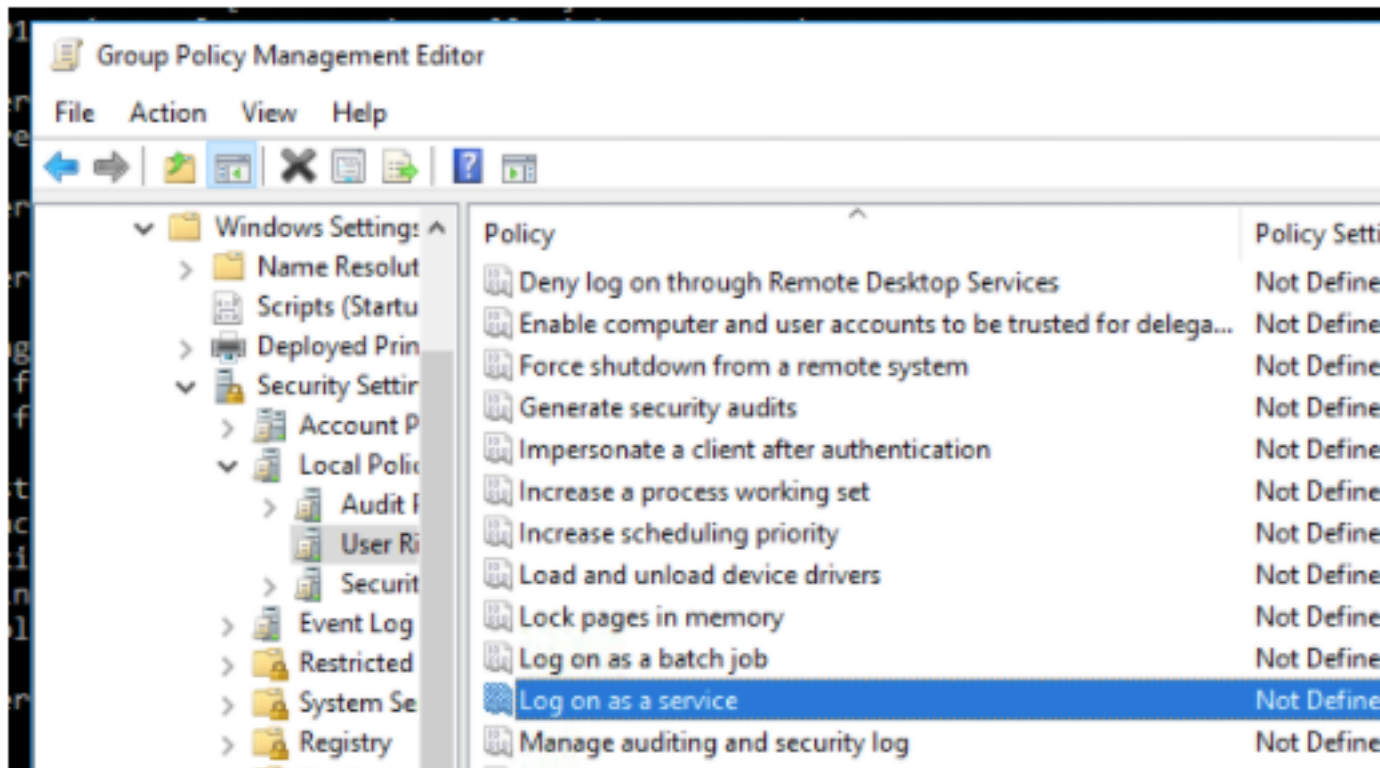 Group Policy Management Editor
File Action View Help
Windows Settings
Name Resolut
Scripts (Startu
Deployed Prin
Security Settin
Account P
Local Polic
Audit P
User Ri
Securit
Event Log
Restricted
System Se
Registry
Policy Policy Setti
Deny log on through Remote Desktop Services Not Define
Enable computer and user accounts to be trusted for delega... Not Define
Force shutdown from a remote system Not Define
Generate security audits Not Define
Impersonate a client after authentication Not Define
Increase a process working set Not Define
Increase scheduling priority Not Define
Load and unload device drivers Not Define
Lock pages in memory Not Define
Log on as a batch job Not Define
Log on as a service Not Define
Manage auditing and security log Not Define